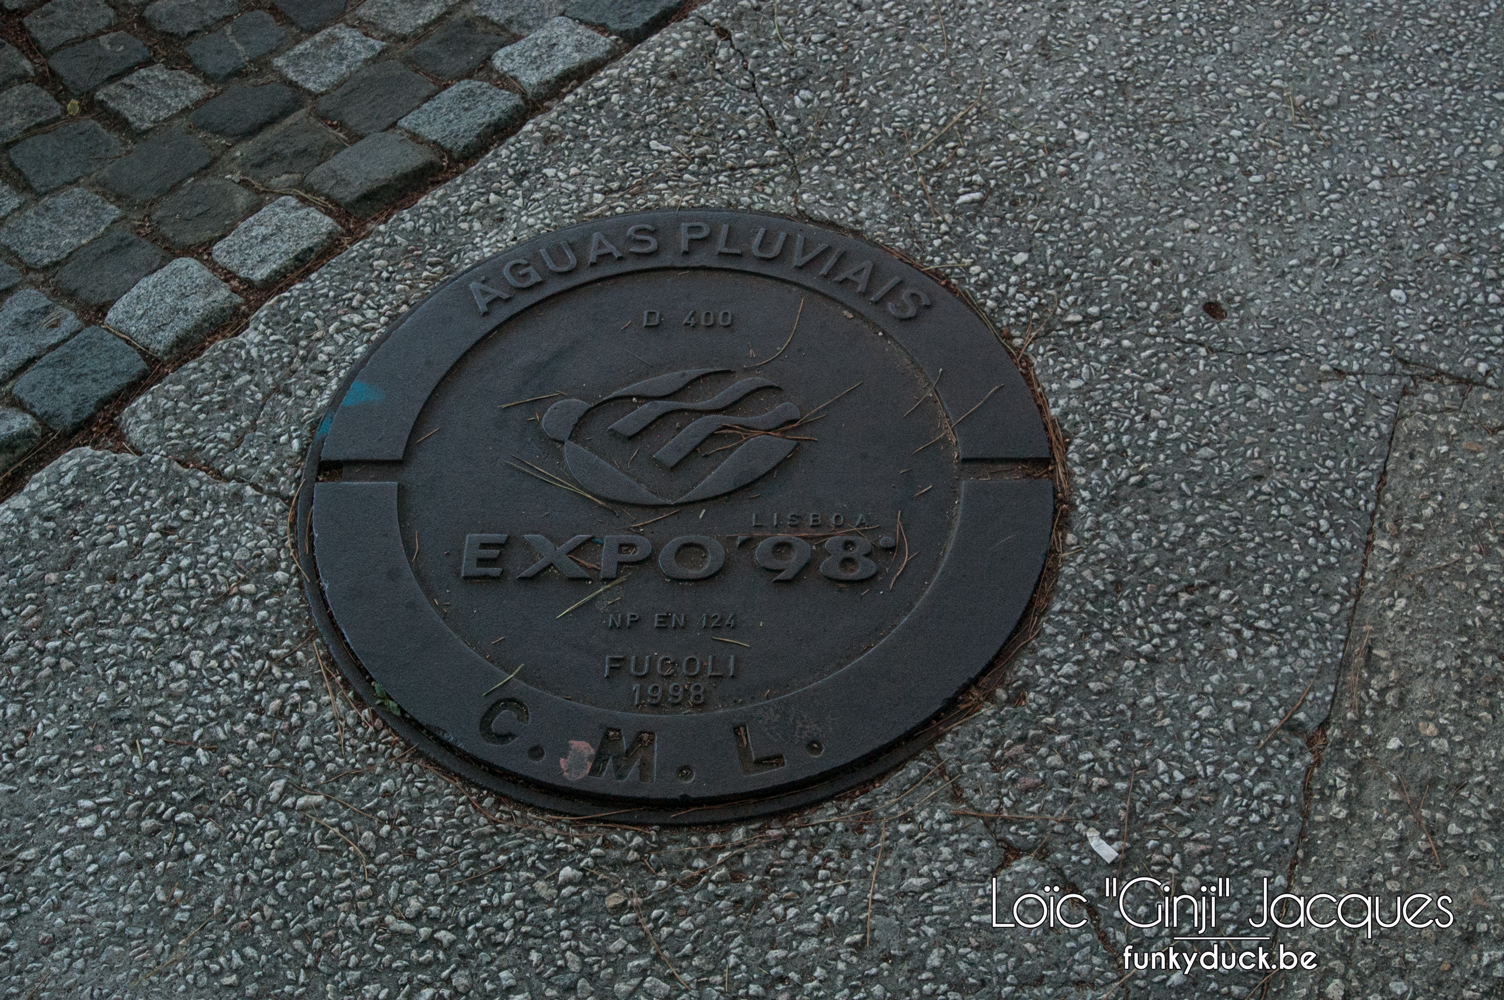 ÁGUAS PLUVIAIS
D 400
LISBOA
EXPO'98
NP EN 124
FUCOLI
1998
C.M.L.
Loïc "Ginji" Jacques
funkyduck.be